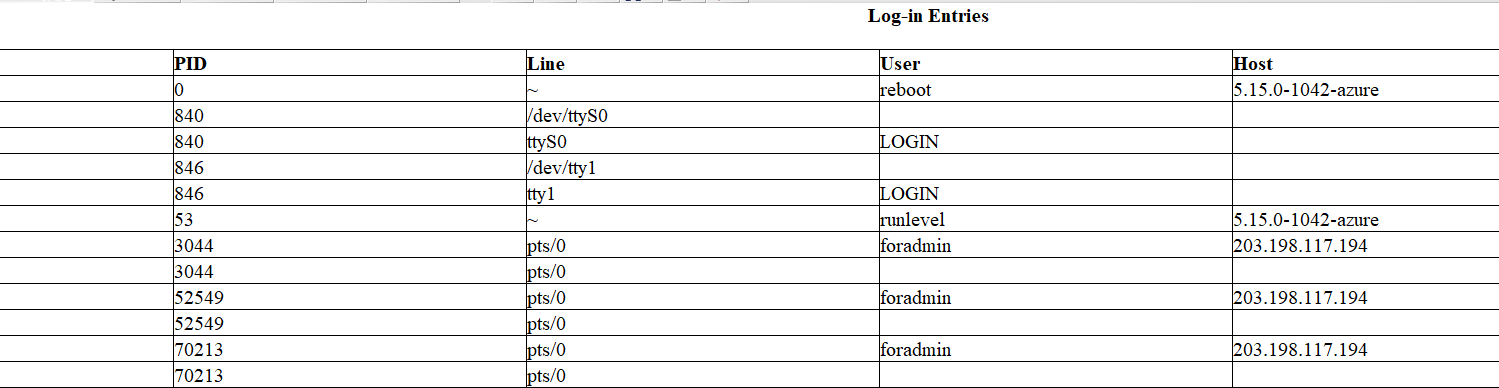 Log-in Entries
PID Line User Host
0 ~ reboot 5.15.0-1042-azure
840 /dev/ttyS0
840 ttyS0 LOGIN
846 /dev/tty1
846 tty1 LOGIN
53 ~ runlevel 5.15.0-1042-azure
3044 pts/0 foradmin 203.198.117.194
3044 pts/0
52549 pts/0 foradmin 203.198.117.194
52549 pts/0
70213 pts/0 foradmin 203.198.117.194
70213 pts/0